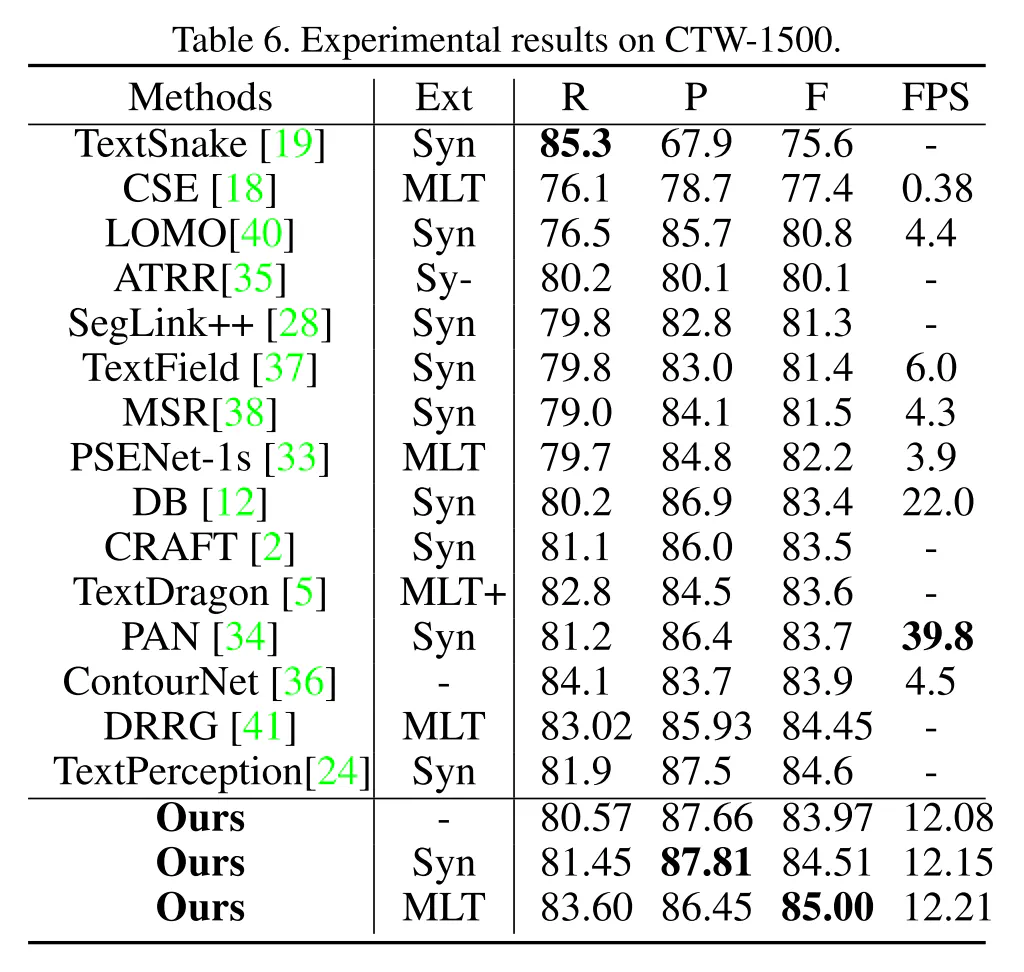 Table 6. Experimental results on CTW-1500.
Methods Ext R P F FPS
TextSnake [19] Syn 85.3 67.9 75.6 -
CSE [18] MLT 76.1 78.7 77.4 0.38
LOMO[40] Syn 76.5 85.7 80.8 4.4
ATRR[35] Sy- 80.2 80.1 80.1 -
SegLink++ [28] Syn 79.8 82.8 81.3 -
TextField [37] Syn 79.8 83.0 81.4 6.0
MSR[38] Syn 79.0 84.1 81.5 4.3
PSENet-1s [33] MLT 79.7 84.8 82.2 3.9
DB [12] Syn 80.2 86.9 83.4 22.0
CRAFT [2] Syn 81.1 86.0 83.5 -
TextDragon [5] MLT+ 82.8 84.5 83.6 -
PAN [34] Syn 81.2 86.4 83.7 39.8
ContourNet [36] - 84.1 83.7 83.9 4.5
DRRG [41] MLT 83.02 85.93 84.45 -
TextPerception[24] Syn 81.9 87.5 84.6 -
Ours - 80.57 87.66 83.97 12.08
Ours Syn 81.45 87.81 84.51 12.15
Ours MLT 83.60 86.45 85.00 12.21